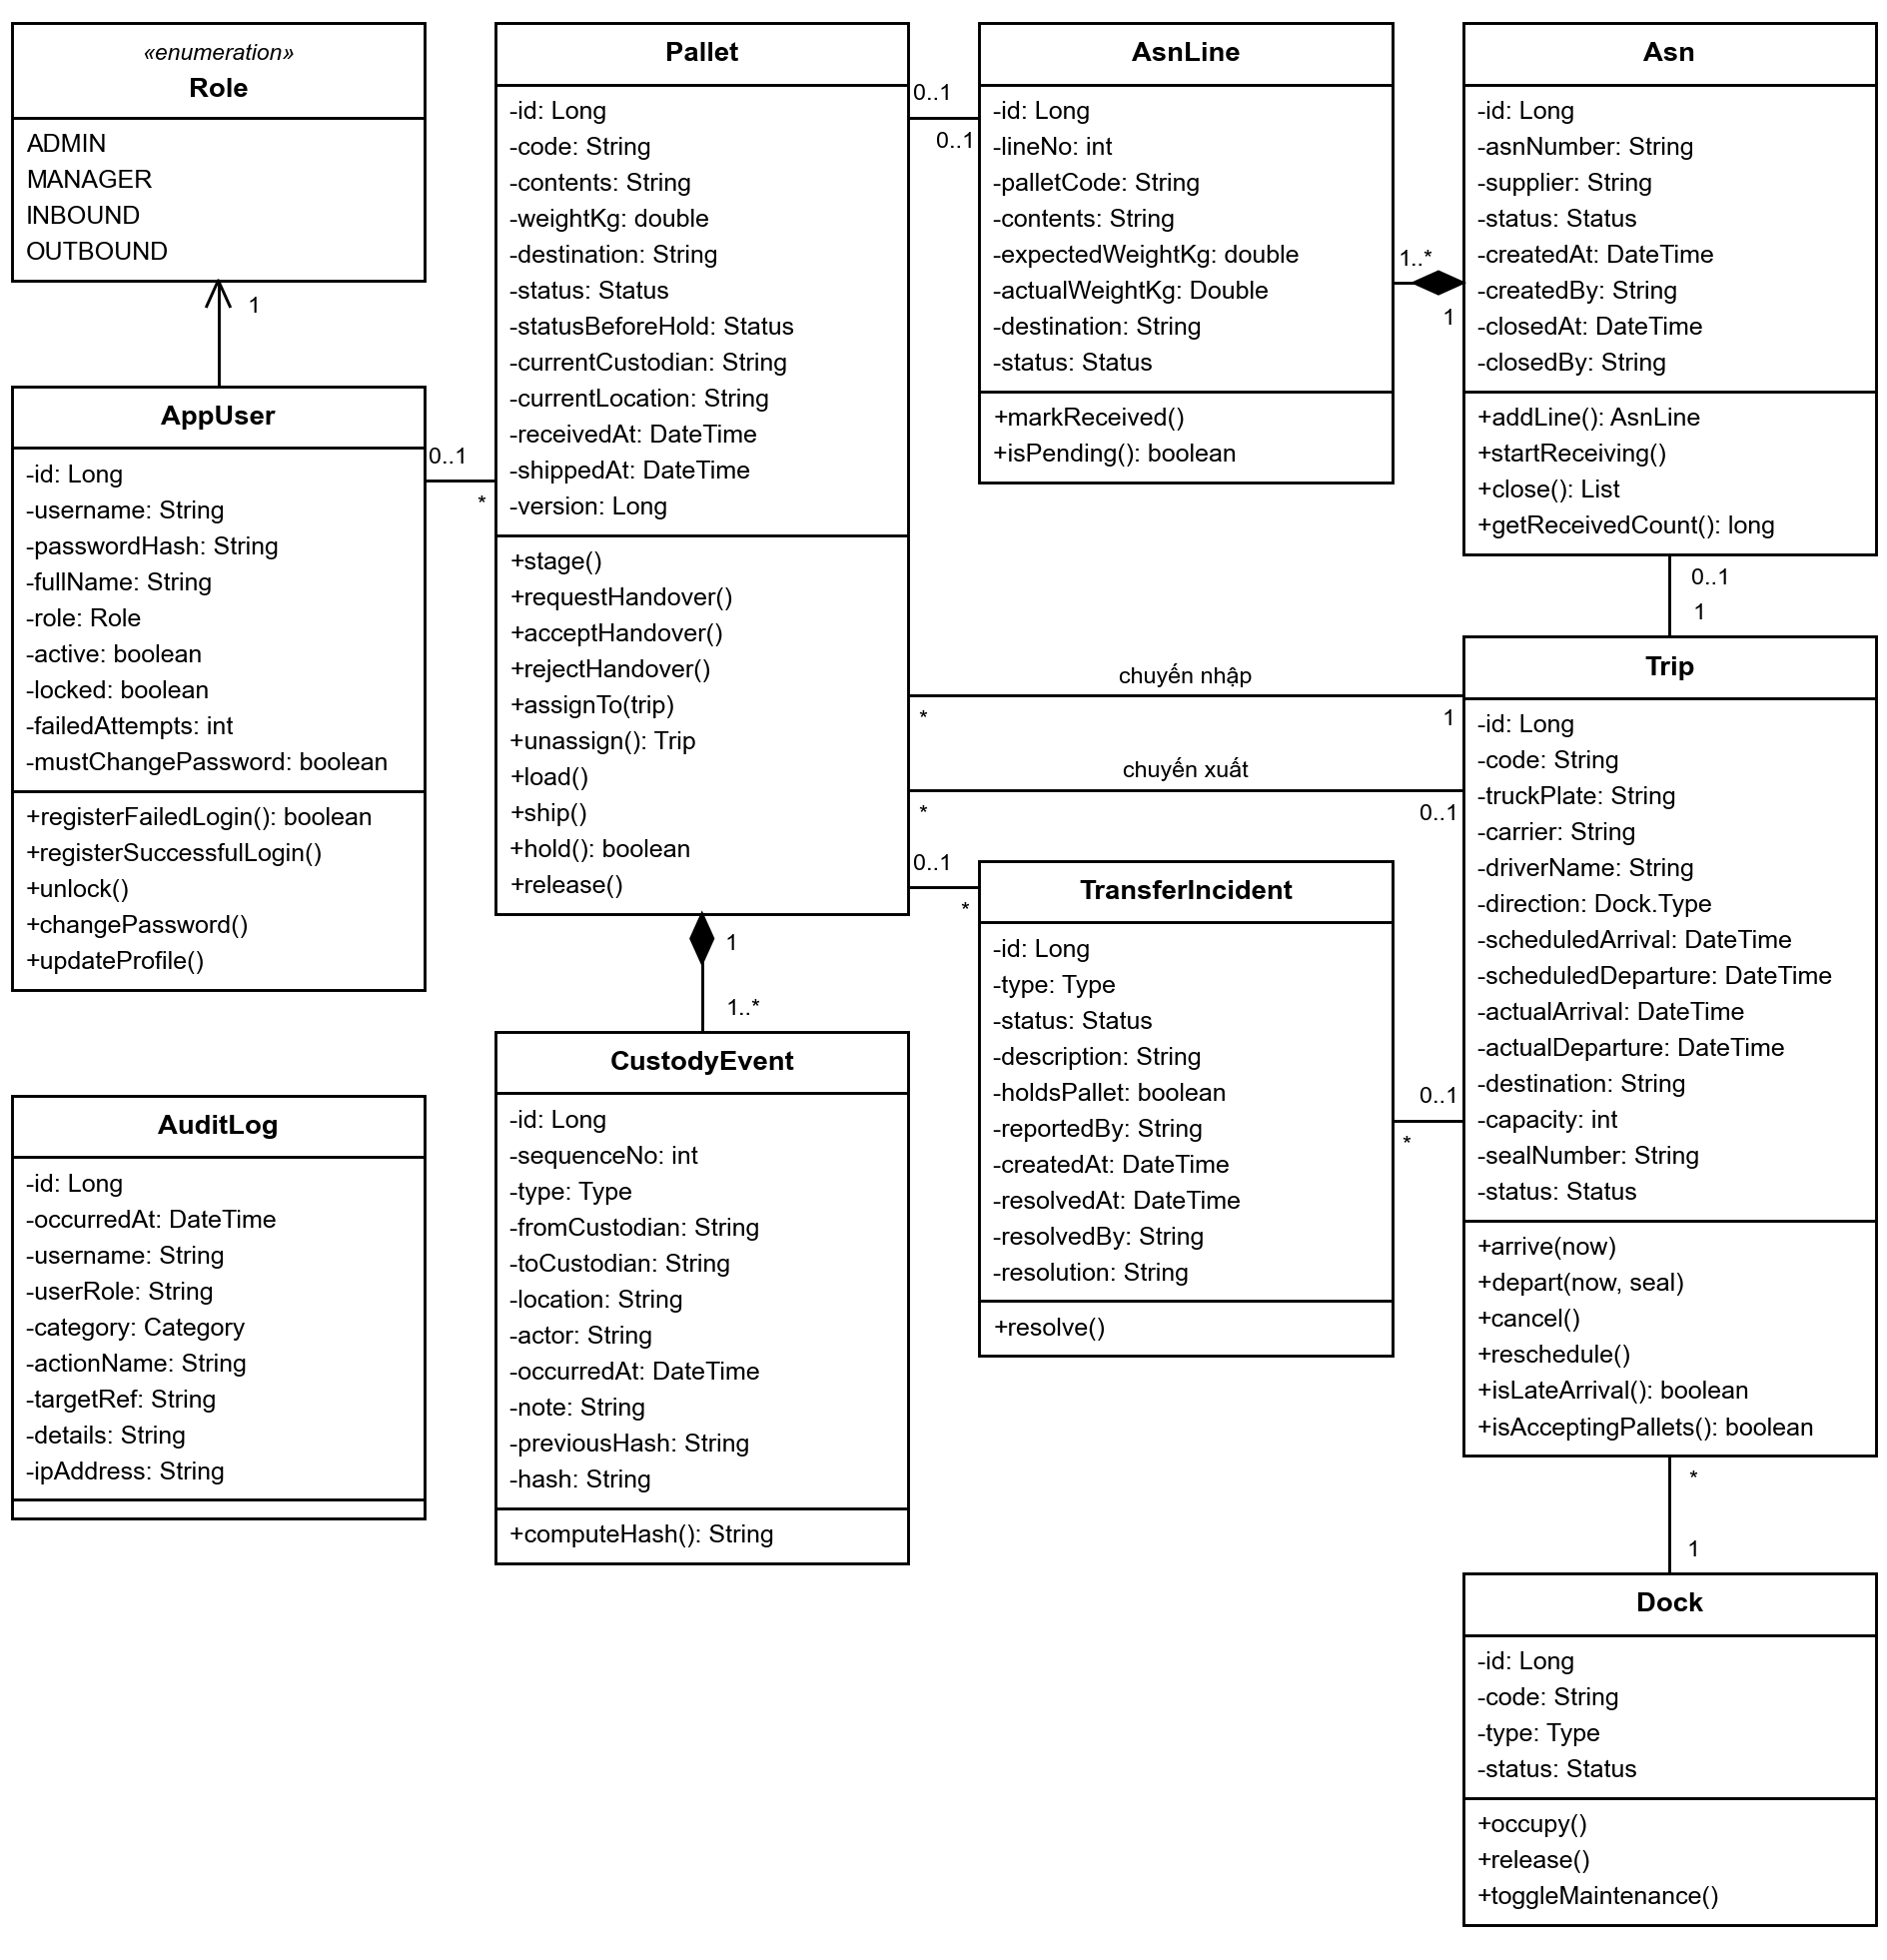 «enumeration»
Role
ADMIN
MANAGER
INBOUND
OUTBOUND
1
AppUser
-id: Long
-username: String
-passwordHash: String
-fullName: String
-role: Role
-active: boolean
-locked: boolean
-failedAttempts: int
-mustChangePassword: boolean
+registerFailedLogin(): boolean
+registerSuccessfulLogin()
+unlock()
+changePassword()
+updateProfile()
0..1
*
AuditLog
-id: Long
-occurredAt: DateTime
-username: String
-userRole: String
-category: Category
-actionName: String
-targetRef: String
-details: String
-ipAddress: String
Pallet
-id: Long
-code: String
-contents: String
-weightKg: double
-destination: String
-status: Status
-statusBeforeHold: Status
-currentCustodian: String
-currentLocation: String
-receivedAt: DateTime
-shippedAt: DateTime
-version: Long
+stage()
+requestHandover()
+acceptHandover()
+rejectHandover()
+assignTo(trip)
+unassign(): Trip
+load()
+ship()
+hold(): boolean
+release()
1
1..*
CustodyEvent
-id: Long
-sequenceNo: int
-type: Type
-fromCustodian: String
-toCustodian: String
-location: String
-actor: String
-occurredAt: DateTime
-note: String
-previousHash: String
-hash: String
+computeHash(): String
0..1
0..1
AsnLine
-id: Long
-lineNo: int
-palletCode: String
-contents: String
-expectedWeightKg: double
-actualWeightKg: Double
-destination: String
-status: Status
+markReceived()
+isPending(): boolean
1..*
1
chuyến nhập
*
1
chuyến xuất
*
0..1
0..1
*
TransferIncident
-id: Long
-type: Type
-status: Status
-description: String
-holdsPallet: boolean
-reportedBy: String
-createdAt: DateTime
-resolvedAt: DateTime
-resolvedBy: String
-resolution: String
+resolve()
0..1
*
Asn
-id: Long
-asnNumber: String
-supplier: String
-status: Status
-createdAt: DateTime
-createdBy: String
-closedAt: DateTime
-closedBy: String
+addLine(): AsnLine
+startReceiving()
+close(): List
+getReceivedCount(): long
0..1
1
Trip
-id: Long
-code: String
-truckPlate: String
-carrier: String
-driverName: String
-direction: Dock.Type
-scheduledArrival: DateTime
-scheduledDeparture: DateTime
-actualArrival: DateTime
-actualDeparture: DateTime
-destination: String
-capacity: int
-sealNumber: String
-status: Status
+arrive(now)
+depart(now, seal)
+cancel()
+reschedule()
+isLateArrival(): boolean
+isAcceptingPallets(): boolean
*
1
Dock
-id: Long
-code: String
-type: Type
-status: Status
+occupy()
+release()
+toggleMaintenance()